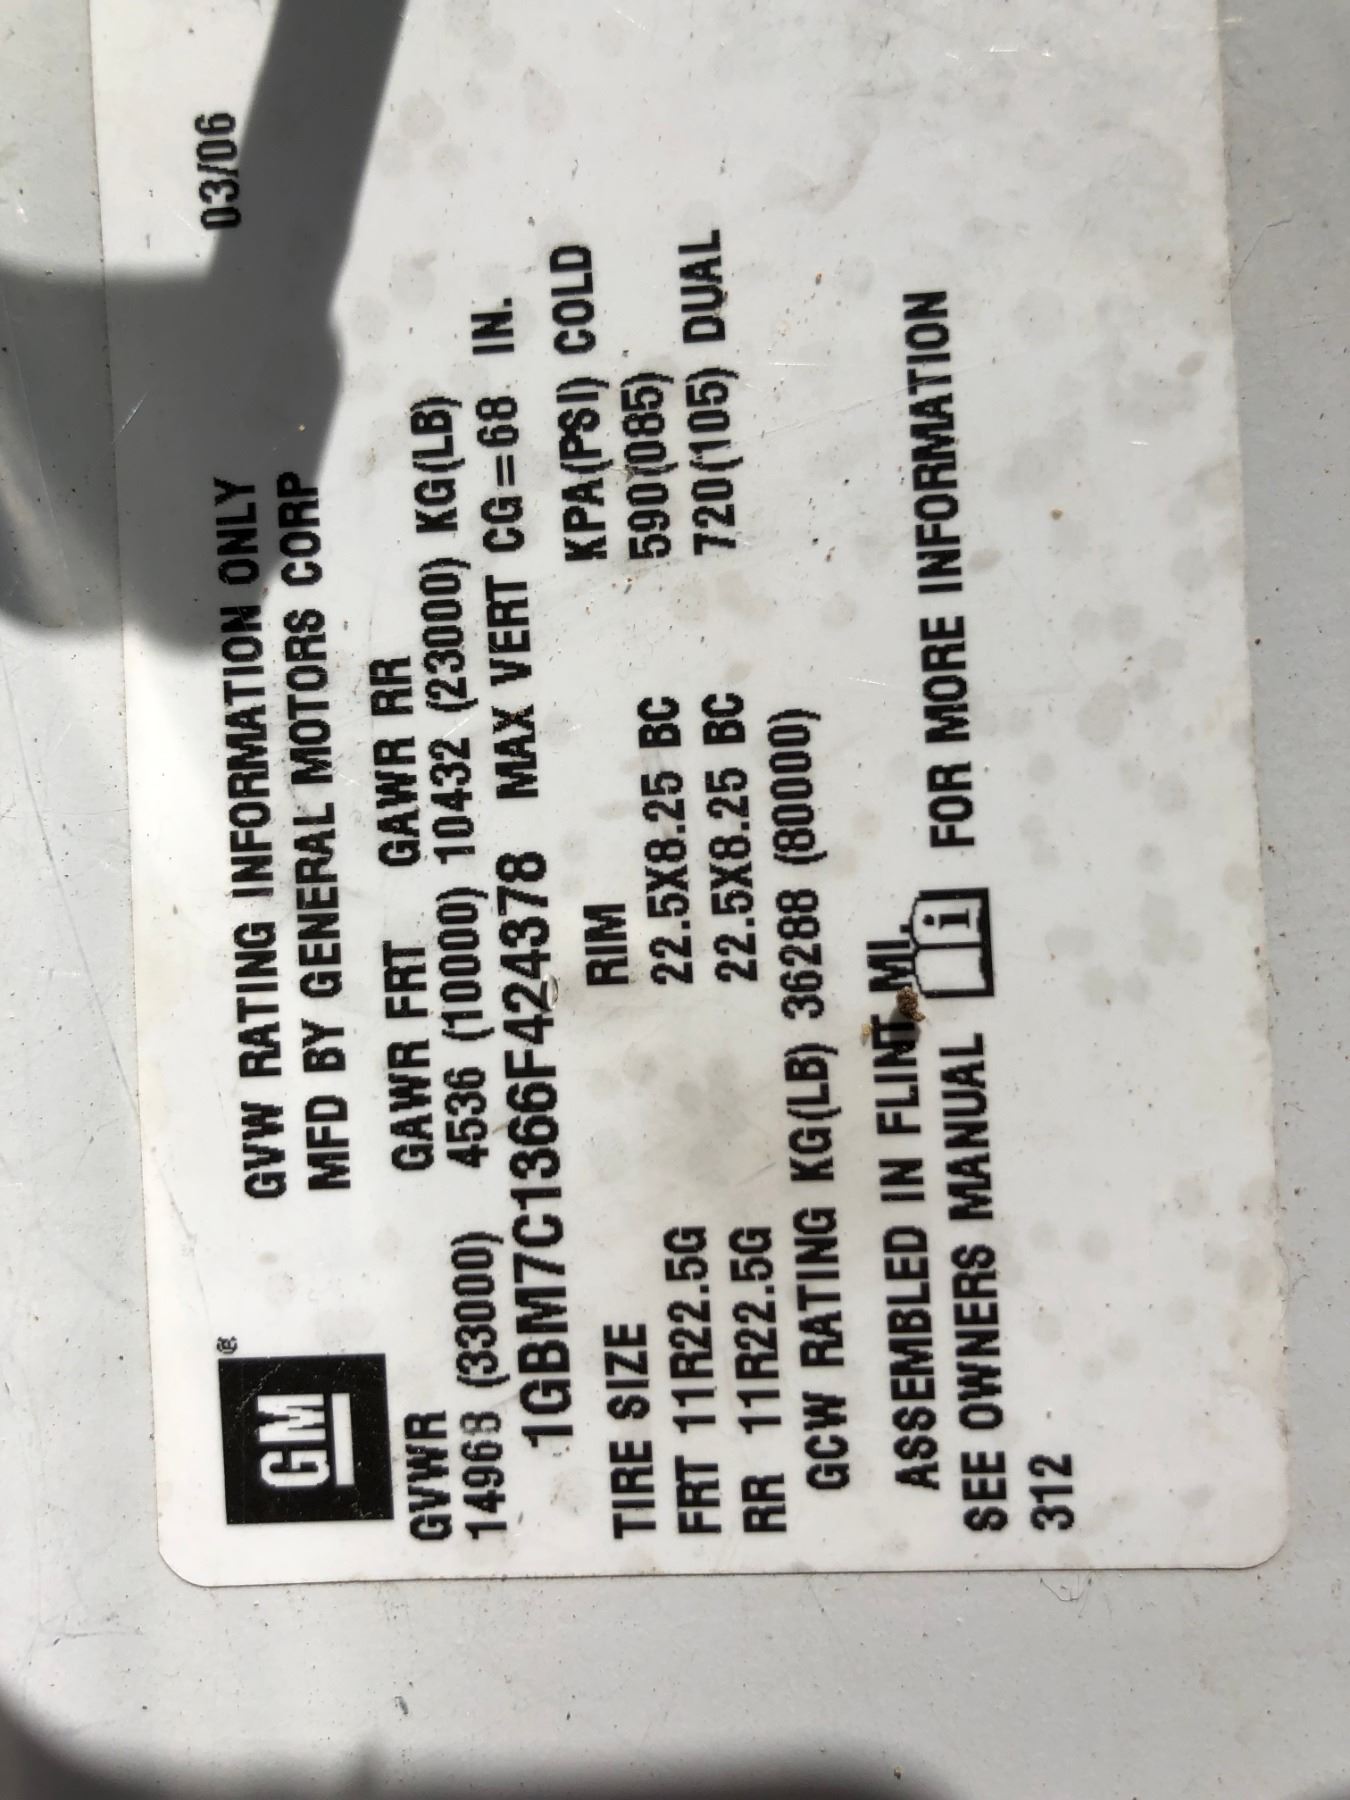 GM®
GVW RATING INFORMATION ONLY 03/06
MFD BY GENERAL MOTORS CORP
GVWR GAWR FRT GAWR RR
14968 (33000) 4536 (10000) 10432 (23000) KG(LB)
1GBM7C1366F424378 MAX VERT CG=68 IN.
TIRE SIZE RIM KPA(PSI) COLD
FRT 11R22.5G 22.5X8.25 BC 590(085)
RR 11R22.5G 22.5X8.25 BC 720(105) DUAL
GCW RATING KG(LB) 36288 (80000)
ASSEMBLED IN FLINT MI.
SEE OWNERS MANUAL i FOR MORE INFORMATION
312